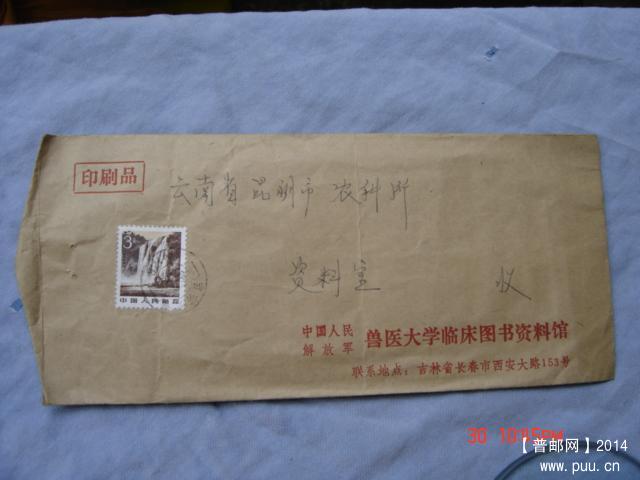 印刷品
云南省昆明市农科所
3分
中国人民邮政
资料室 收
中国人民
解放军
兽医大学临床图书资料馆
联系地点：吉林省长春市西安大路153号
30 10:15PM
【普邮网】2014
www.puu.cn